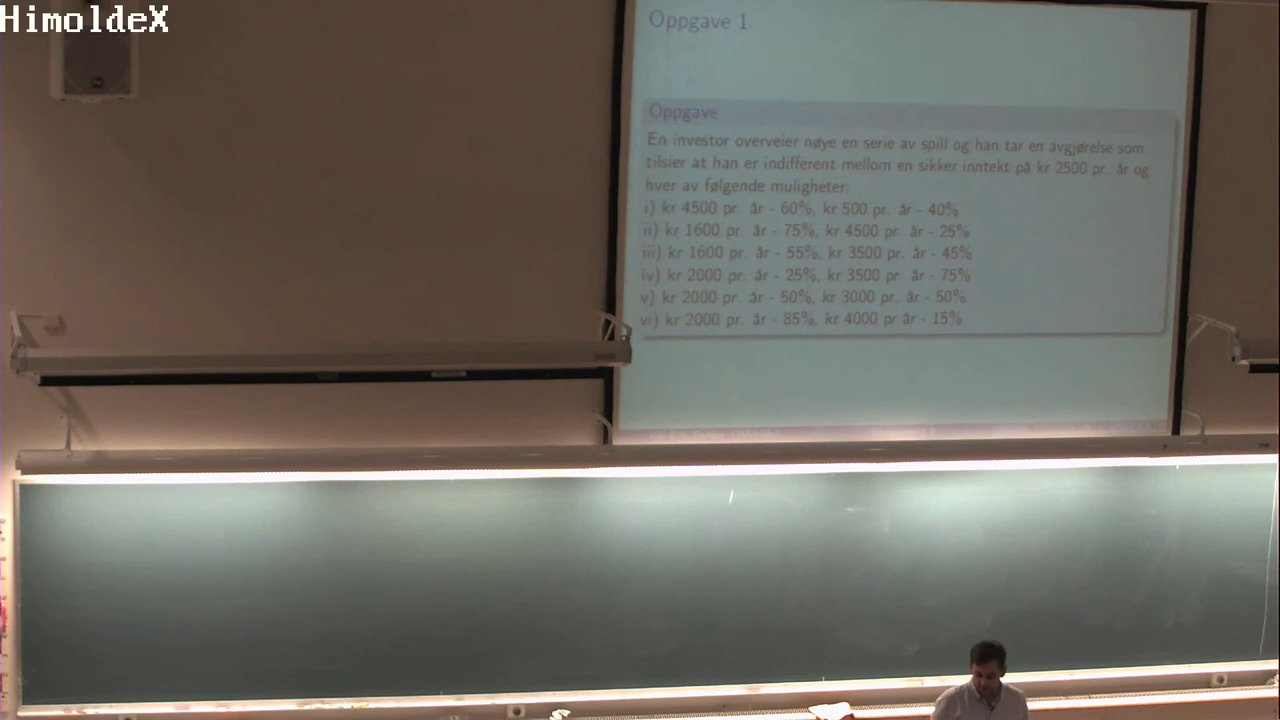 HimoldeX
Oppgave 1
Oppgave
En investor overveier nøye en serie av spill og han tar en avgjørelse som
tilsier at han er indifferent mellom en sikker inntekt på kr 2500 pr. år og
hver av følgende muligheter:
i) kr 4500 pr. år - 60%, kr 500 pr. år - 40%
ii) kr 1600 pr. år - 75%, kr 4500 pr. år - 25%
iii) kr 1600 pr. år - 55%, kr 3500 pr. år - 45%
iv) kr 2000 pr. år - 25%, kr 3500 pr. år - 75%
v) kr 2000 pr. år - 50%, kr 3000 pr. år - 50%
vi) kr 2000 pr. år - 85%, kr 4000 pr år - 15%